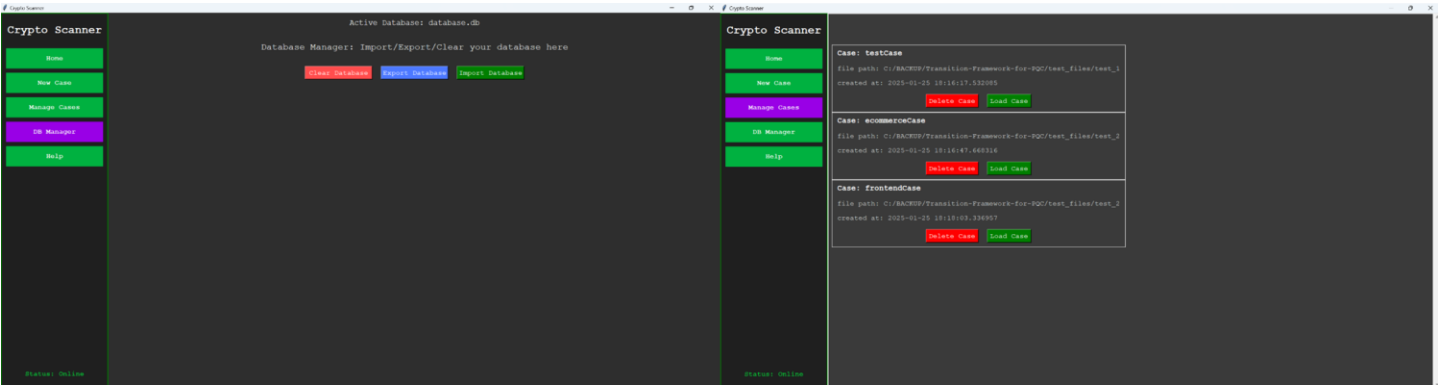 Crypto Scanner
Crypto Scanner
Home
New Case
Manage Cases
DB Manager
Help
Status: Online
Active Database: database.db
Database Manager: Import/Export/Clear your database here
Clear Database Export Database Import Database
Crypto Scanner
Crypto Scanner
Home
New Case
Manage Cases
DB Manager
Help
Status: Online
Case: testCase
file path: C:/BACKUP/Transition-Framework-for-PQC/test_files/test_1
created at: 2025-01-25 18:16:17.532085
Delete Case Load Case
Case: ecommerceCase
file path: C:/BACKUP/Transition-Framework-for-PQC/test_files/test_2
created at: 2025-01-25 18:16:47.668316
Delete Case Load Case
Case: frontendCase
file path: C:/BACKUP/Transition-Framework-for-PQC/test_files/test_2
created at: 2025-01-25 18:18:03.336957
Delete Case Load Case